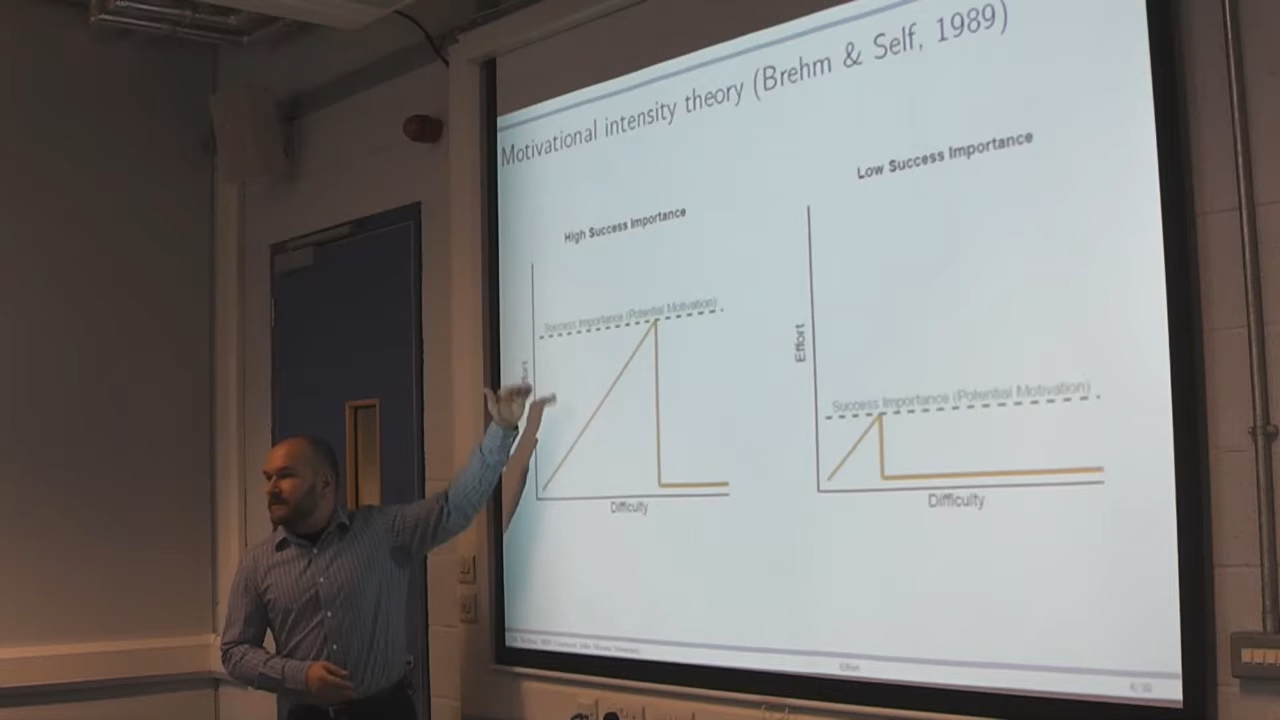 Motivational intensity theory (Brehm & Self, 1989)
High Success Importance
Success Importance (Potential Motivation)
Difficulty
Low Success Importance
Effort
Success Importance (Potential Motivation)
Difficulty
Effort